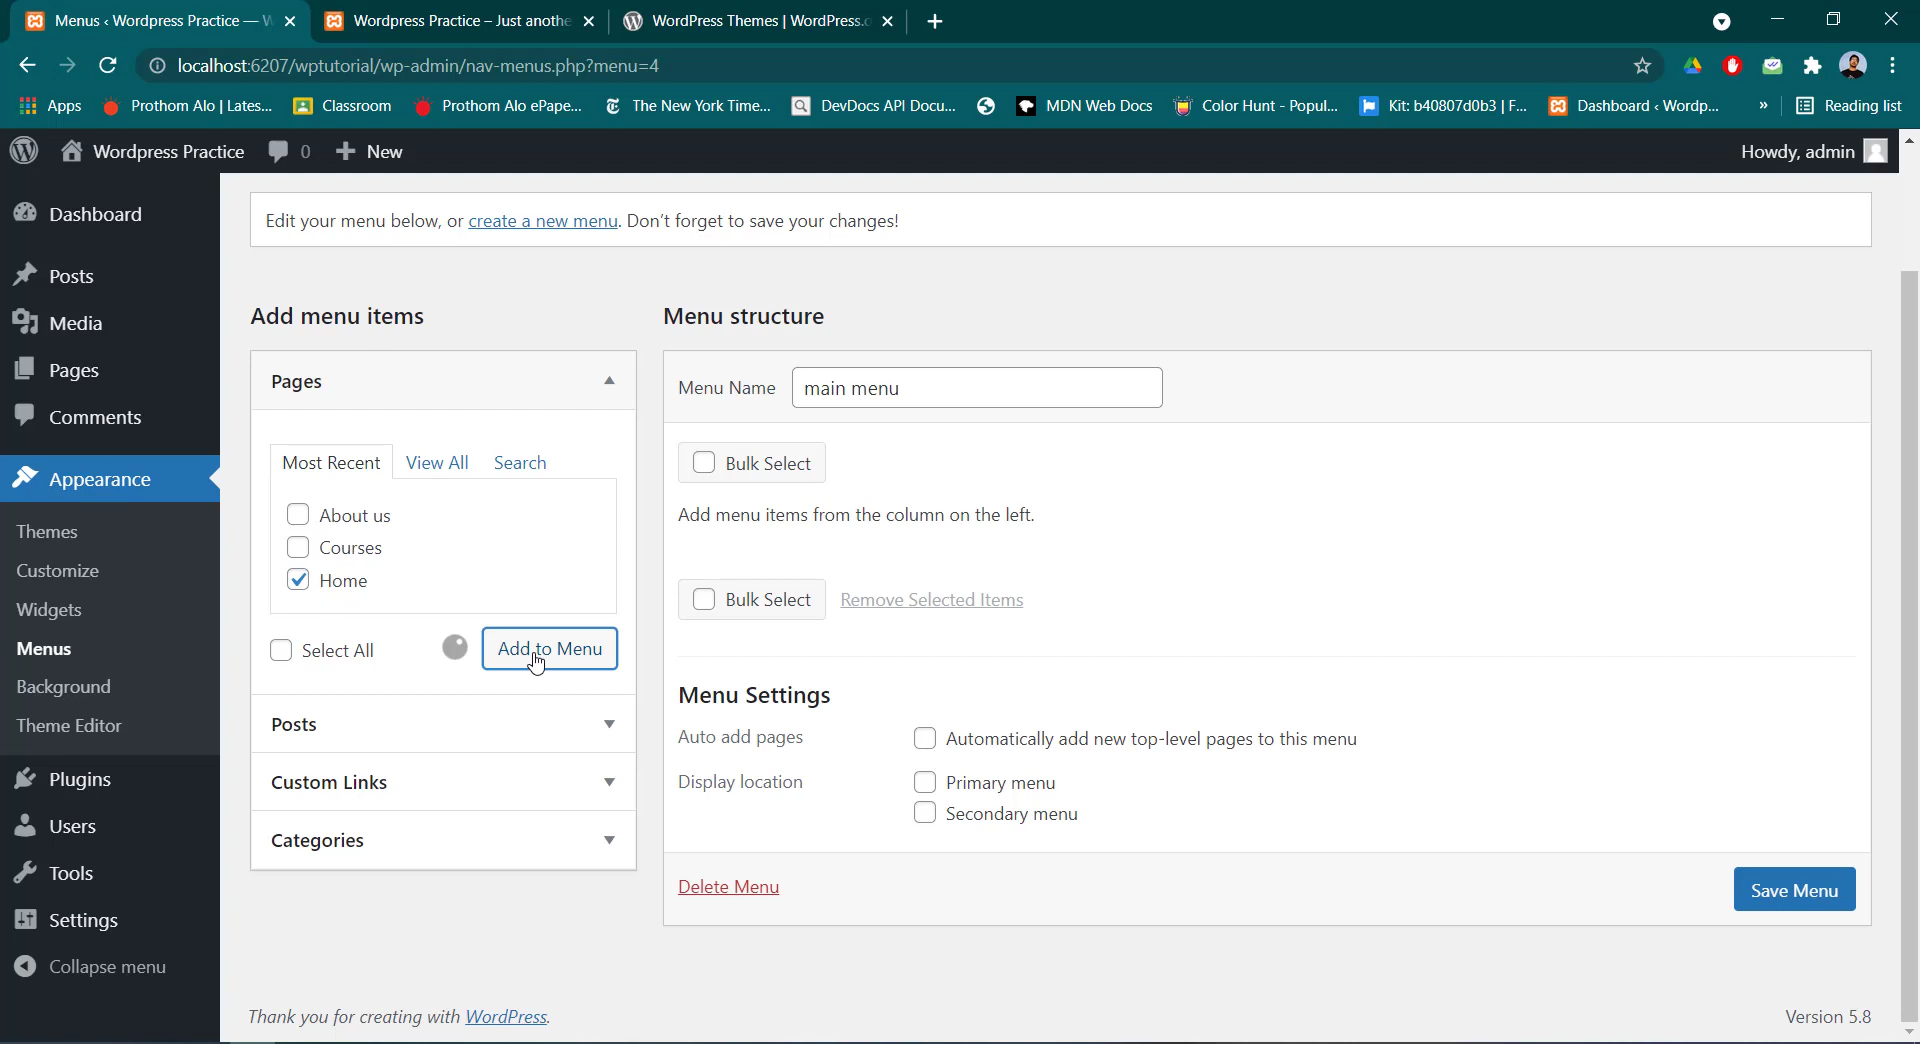 Menus ‹ Wordpress Practice — W
Wordpress Practice – Just anothe
WordPress Themes | WordPress.o
localhost:6207/wptutorial/wp-admin/nav-menus.php?menu=4
Apps
Prothom Alo | Lates...
Classroom
Prothom Alo ePape...
The New York Time...
DevDocs API Docu...
MDN Web Docs
Color Hunt - Popul...
Kit: b40807d0b3 | F...
Dashboard ‹ Wordp...
»
Reading list
Wordpress Practice
0
New
Howdy, admin
Dashboard
Posts
Media
Pages
Comments
Appearance
Themes
Customize
Widgets
Menus
Background
Theme Editor
Plugins
Users
Tools
Settings
Collapse menu
Edit your menu below, or create a new menu. Don’t forget to save your changes!
Add menu items
Pages
Most Recent
View All
Search
About us
Courses
Home
Select All
Add to Menu
Posts
Custom Links
Categories
Menu structure
Menu Name
main menu
Bulk Select
Add menu items from the column on the left.
Bulk Select
Remove Selected Items
Menu Settings
Auto add pages
Automatically add new top-level pages to this menu
Display location
Primary menu
Secondary menu
Delete Menu
Save Menu
Thank you for creating with WordPress.
Version 5.8